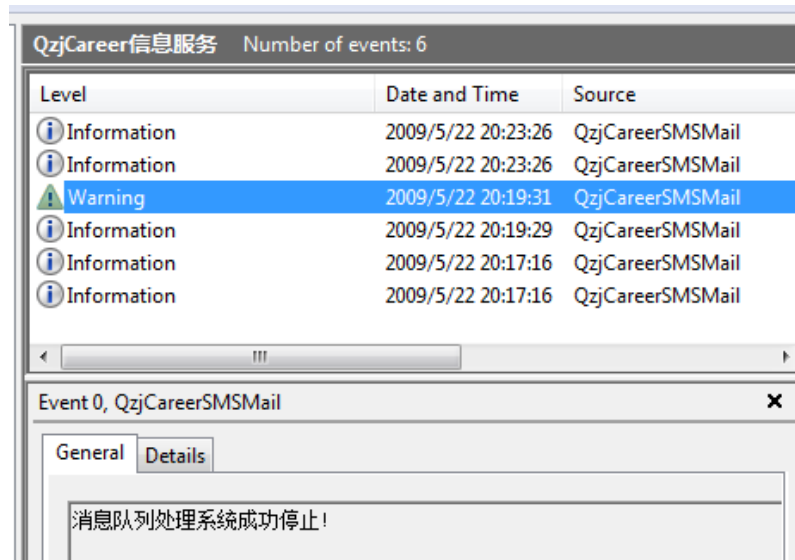 QzjCareer信息服务 Number of events: 6
Level Date and Time Source
Information 2009/5/22 20:23:26 QzjCareerSMSMail
Information 2009/5/22 20:23:26 QzjCareerSMSMail
Warning 2009/5/22 20:19:31 QzjCareerSMSMail
Information 2009/5/22 20:19:29 QzjCareerSMSMail
Information 2009/5/22 20:17:16 QzjCareerSMSMail
Information 2009/5/22 20:17:16 QzjCareerSMSMail
Event 0, QzjCareerSMSMail
General Details
消息队列处理系统成功停止!